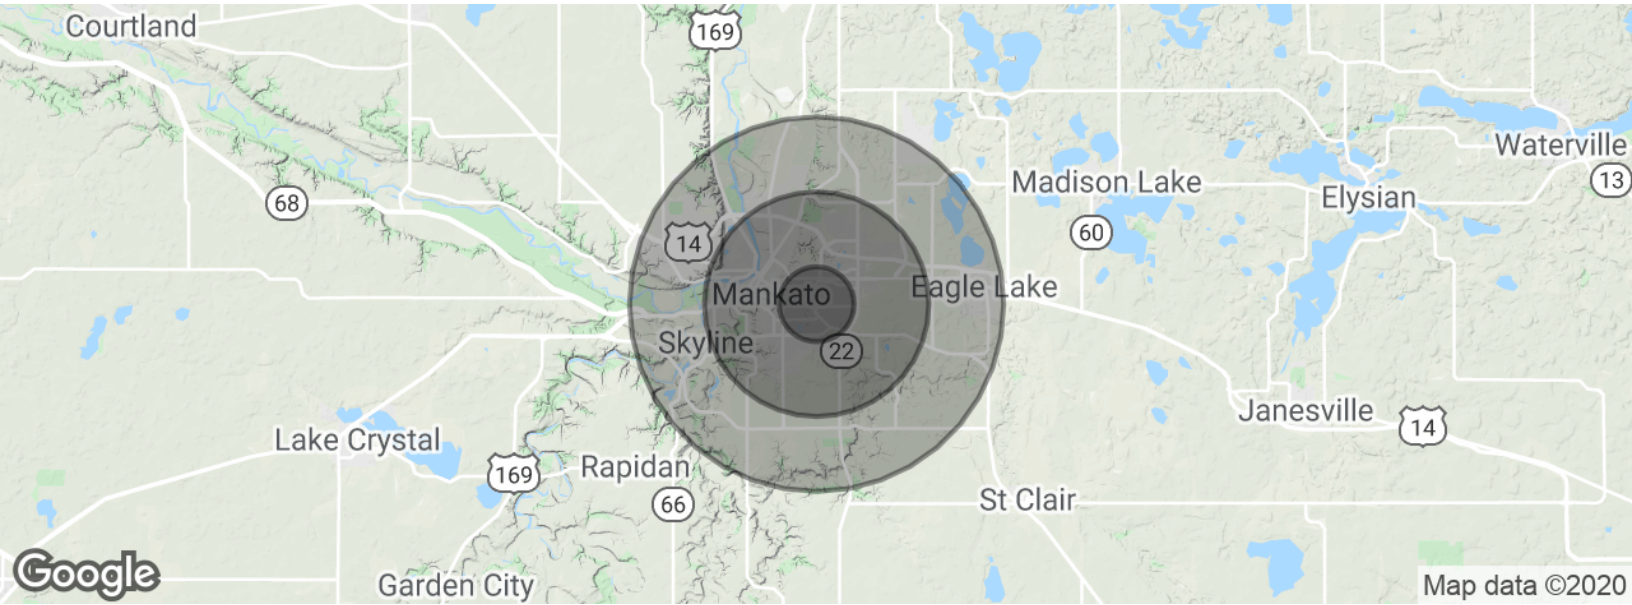 Courtland
169
Waterville
13
Madison Lake
Elysian
68
60
14
Eagle Lake
Mankato
Skyline
22
Janesville
14
Lake Crystal
Rapidan
169
St Clair
66
Google
Garden City
Map data ©2020